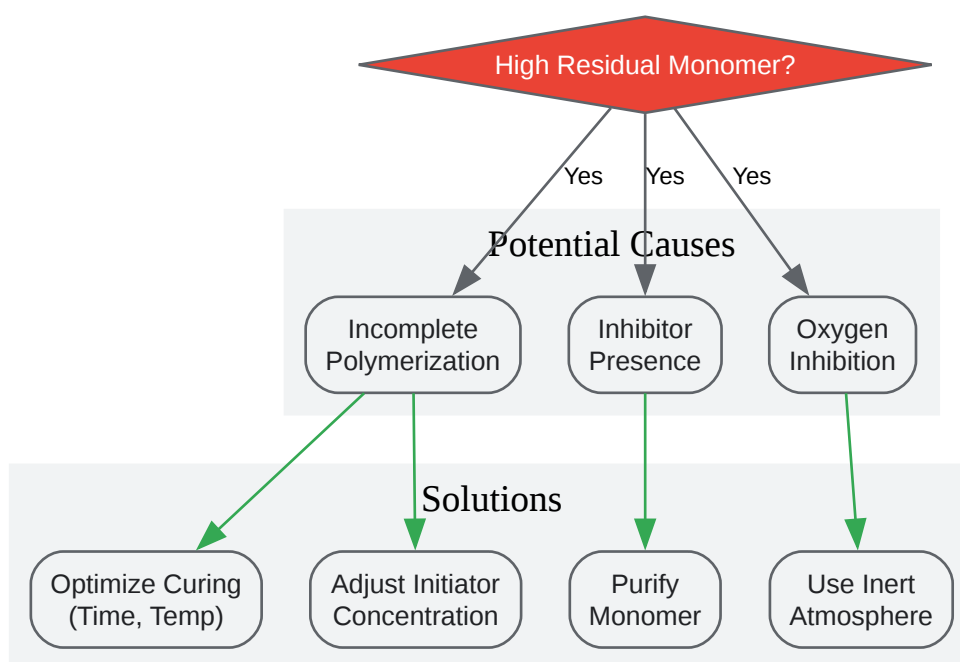 High Residual Monomer?
Yes
Yes
Yes
Potential Causes
Incomplete
Polymerization
Inhibitor
Presence
Oxygen
Inhibition
Solutions
Optimize Curing
(Time, Temp)
Adjust Initiator
Concentration
Purify
Monomer
Use Inert
Atmosphere